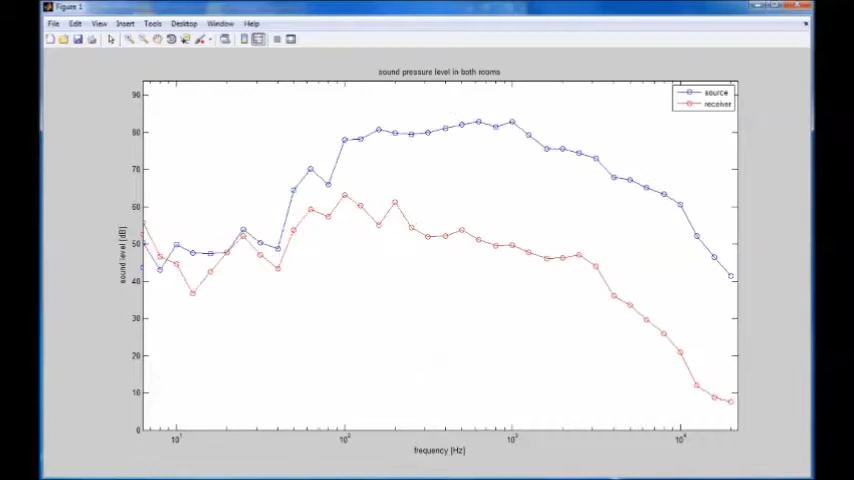 Figure 1
File Edit View Insert Tools Desktop Window Help
sound pressure level in both rooms
source
receiver
90
80
70
60
50
40
30
20
10
0
sound level [dB]
10¹ 10² 10³ 10⁴
frequency [Hz]